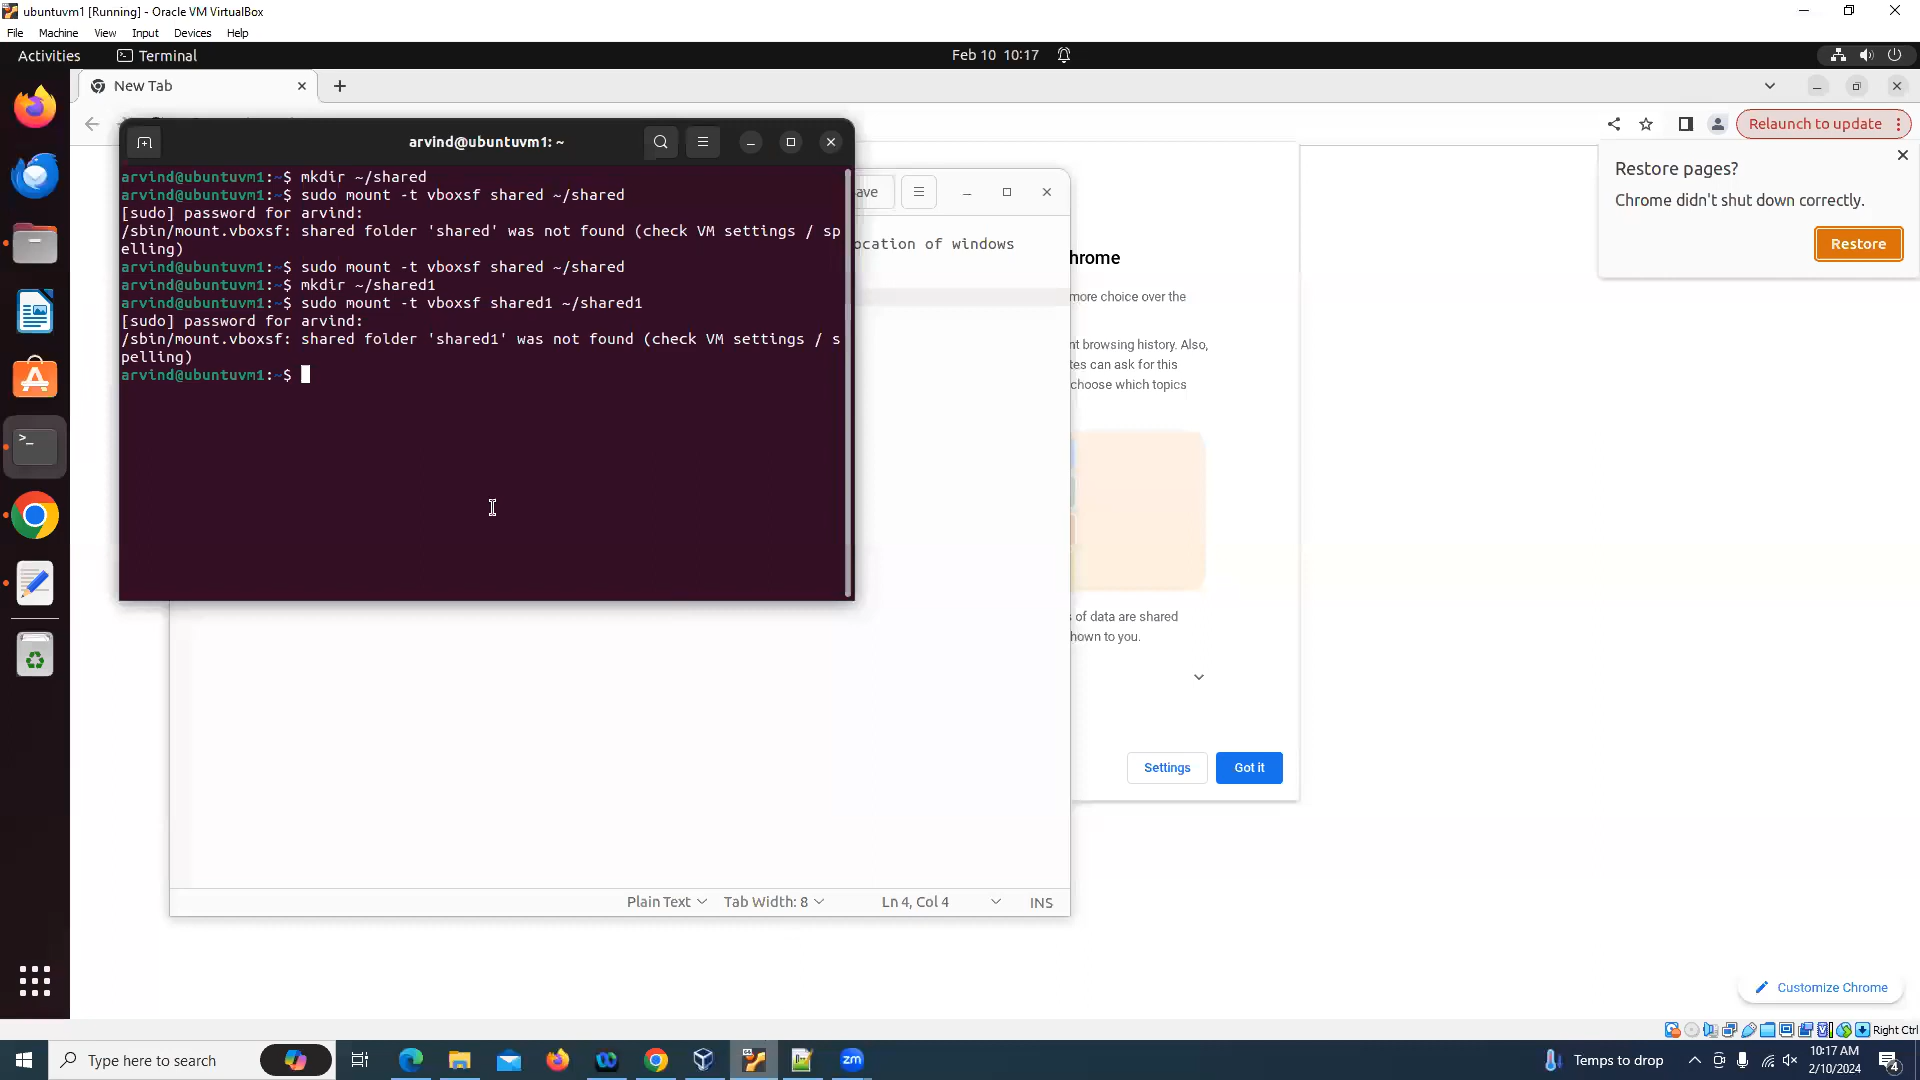 ubuntuvm1 [Running] - Oracle VM VirtualBox
File Machine View Input Devices Help
Activities Terminal Feb 10 10:17
New Tab
Relaunch to update
arvind@ubuntuvm1: ~
Restore pages?
Chrome didn't shut down correctly.
Restore
arvind@ubuntuvm1:~$ mkdir ~/shared
arvind@ubuntuvm1:~$ sudo mount -t vboxsf shared ~/shared
[sudo] password for arvind:
/sbin/mount.vboxsf: shared folder 'shared' was not found (check VM settings / sp
elling)
arvind@ubuntuvm1:~$ sudo mount -t vboxsf shared ~/shared
arvind@ubuntuvm1:~$ mkdir ~/shared1
arvind@ubuntuvm1:~$ sudo mount -t vboxsf shared1 ~/shared1
[sudo] password for arvind:
/sbin/mount.vboxsf: shared folder 'shared1' was not found (check VM settings / s
pelling)
arvind@ubuntuvm1:~$
ave
ocation of windows
hrome
more choice over the
nt browsing history. Also,
tes can ask for this
choose which topics
s of data are shared
hown to you.
Settings Got it
Plain Text Tab Width: 8 Ln 4, Col 4 INS
Customize Chrome
Right Ctrl
Type here to search
zm
Temps to drop
10:17 AM
2/10/2024
4